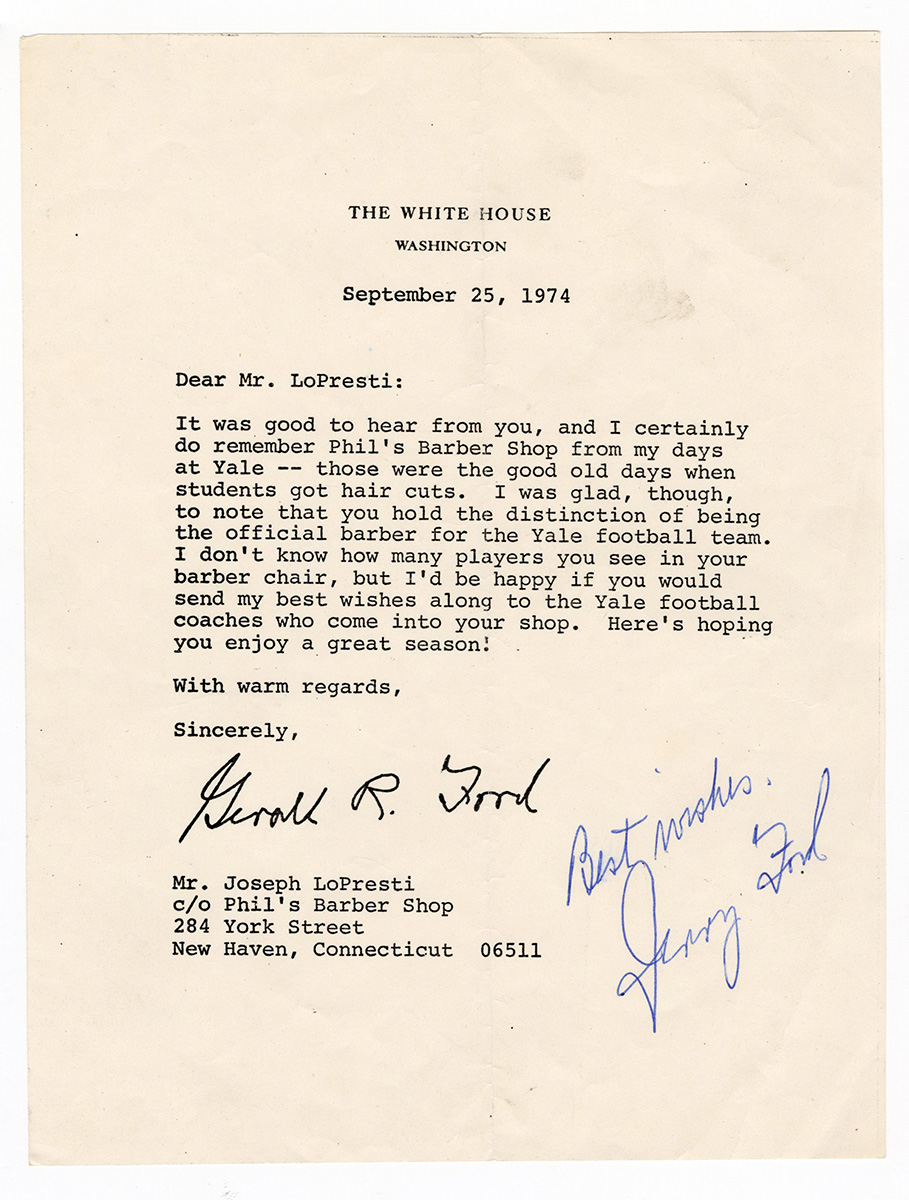 THE WHITE HOUSE
WASHINGTON
September 25, 1974
Dear Mr. LoPresti:
It was good to hear from you, and I certainly
do remember Phil's Barber Shop from my days
at Yale -- those were the good old days when
students got hair cuts.  I was glad, though,
to note that you hold the distinction of being
the official barber for the Yale football team.
I don't know how many players you see in your
barber chair, but I'd be happy if you would
send my best wishes along to the Yale football
coaches who come into your shop.  Here's hoping
you enjoy a great season!
With warm regards,
Sincerely,
Gerald R. Ford
Best wishes.
Jerry Ford
Mr. Joseph LoPresti
c/o Phil's Barber Shop
284 York Street
New Haven, Connecticut  06511